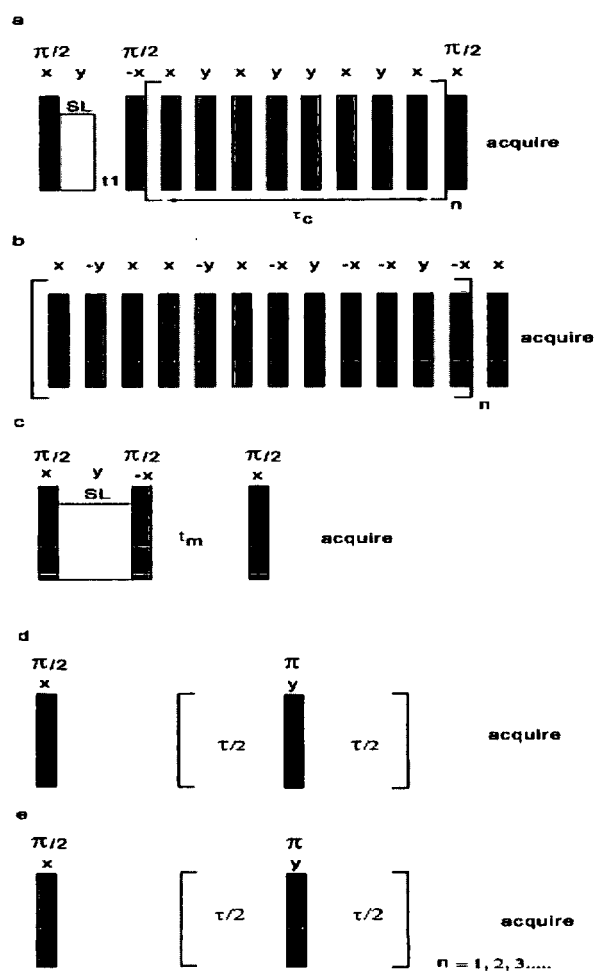 a
π/2 π/2 π/2
x y -x x y x y y x y x x
SL
t1
acquire
n
τc
b
x -y x x -y x -x y -x -x y -x x
acquire
n
c
π/2 π/2 π/2
x y -x x
SL
tm
acquire
d
π/2 π
x y
τ/2 τ/2
acquire
e
π/2 π
x y
τ/2 τ/2
acquire
n = 1, 2, 3.....